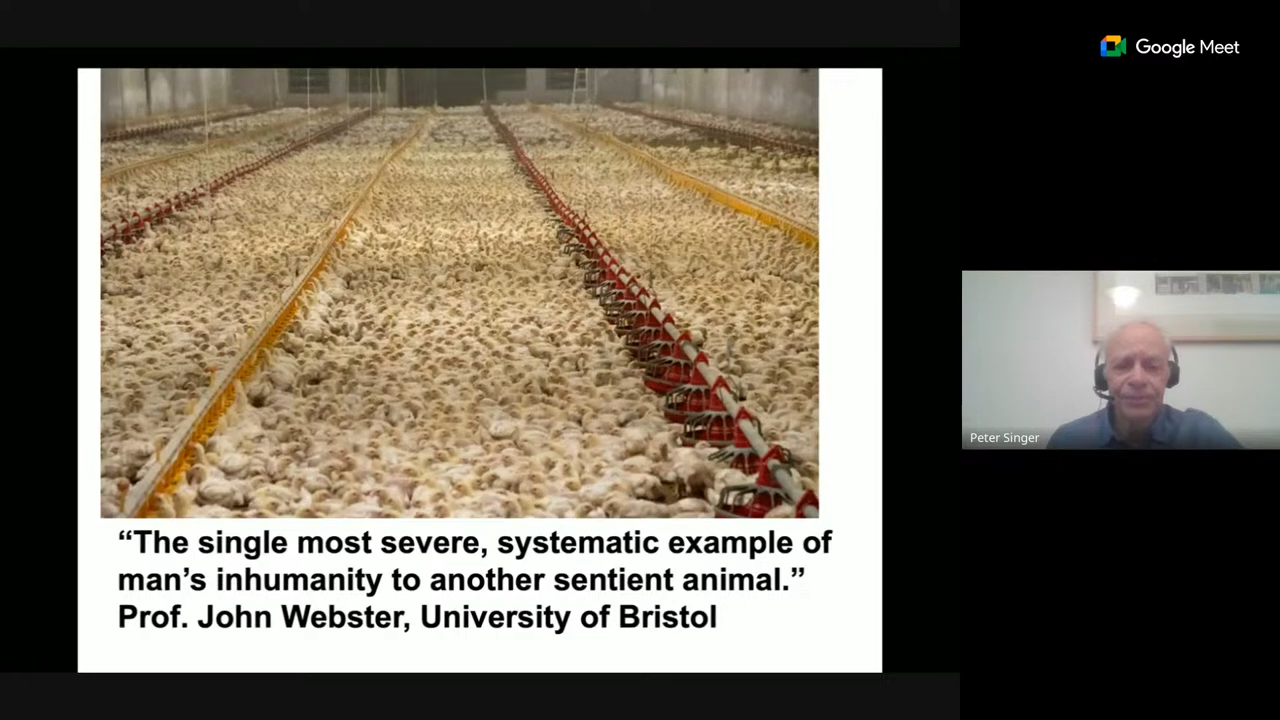 Google Meet
“The single most severe, systematic example of
man’s inhumanity to another sentient animal.”
Prof. John Webster, University of Bristol
Peter Singer